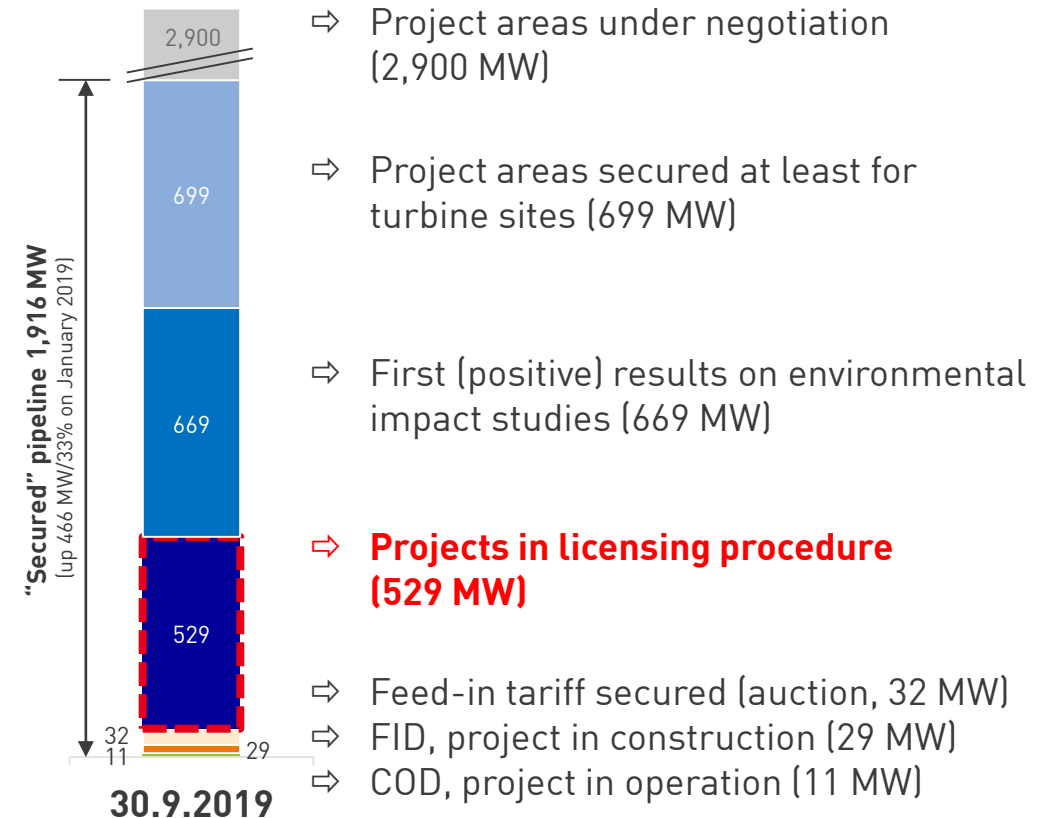 2,900
699
669
529
32
11
29
“Secured” pipeline 1,916 MW
(up 466 MW/33% on January 2019)
30.9.2019
⇨ Project areas under negotiation
(2,900 MW)
⇨ Project areas secured at least for
turbine sites (699 MW)
⇨ First (positive) results on environmental
impact studies (669 MW)
⇨ Projects in licensing procedure
(529 MW)
⇨ Feed-in tariff secured (auction, 32 MW)
⇨ FID, project in construction (29 MW)
⇨ COD, project in operation (11 MW)